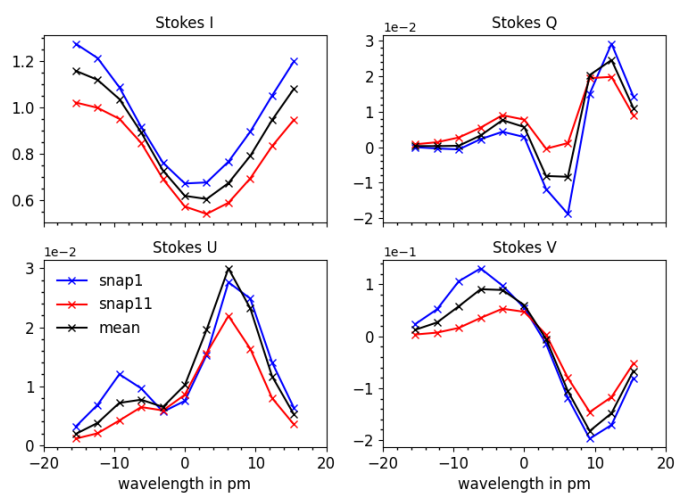 Stokes I
1.2
1.0
0.8
0.6
Stokes Q
1e−2
3
2
1
0
−1
−2
Stokes U
1e−2
3
2
1
0
snap1
snap11
mean
−20 −10 0 10 20
wavelength in pm
Stokes V
1e−1
1
0
−1
−2
−20 −10 0 10 20
wavelength in pm